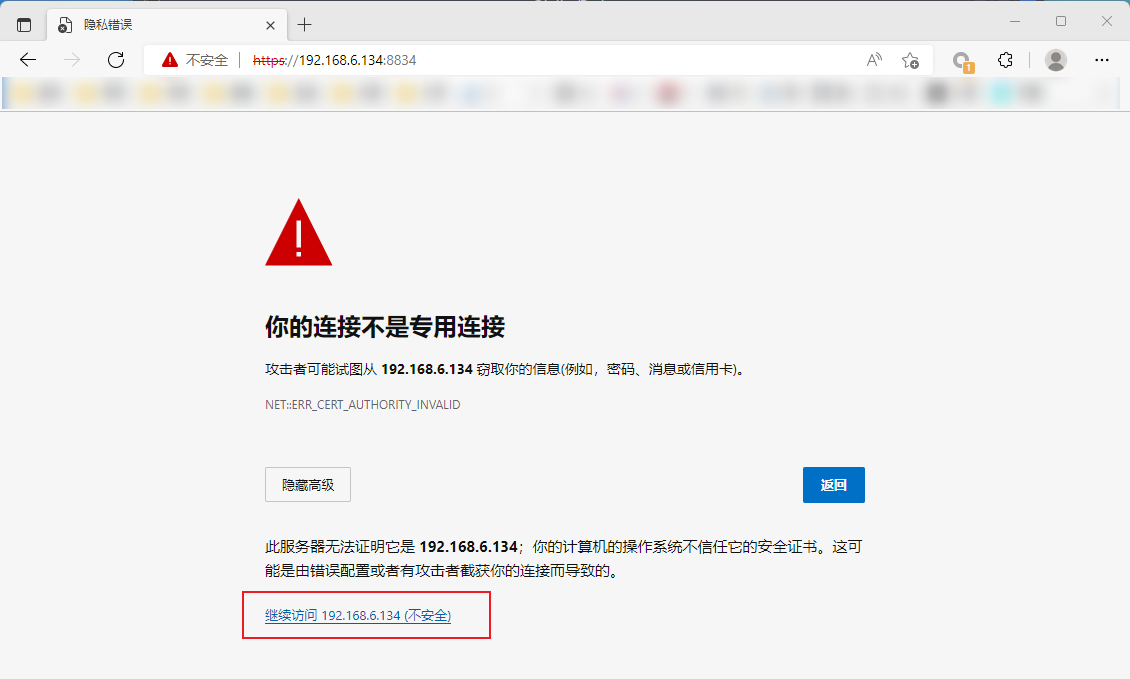 隐私错误
不安全 https://192.168.6.134:8834
1
你的连接不是专用连接
攻击者可能试图从 192.168.6.134 窃取你的信息(例如，密码、消息或信用卡)。
NET::ERR_CERT_AUTHORITY_INVALID
隐藏高级
返回
此服务器无法证明它是 192.168.6.134；你的计算机的操作系统不信任它的安全证书。这可
能是由错误配置或者有攻击者截获你的连接而导致的。
继续访问 192.168.6.134 (不安全)